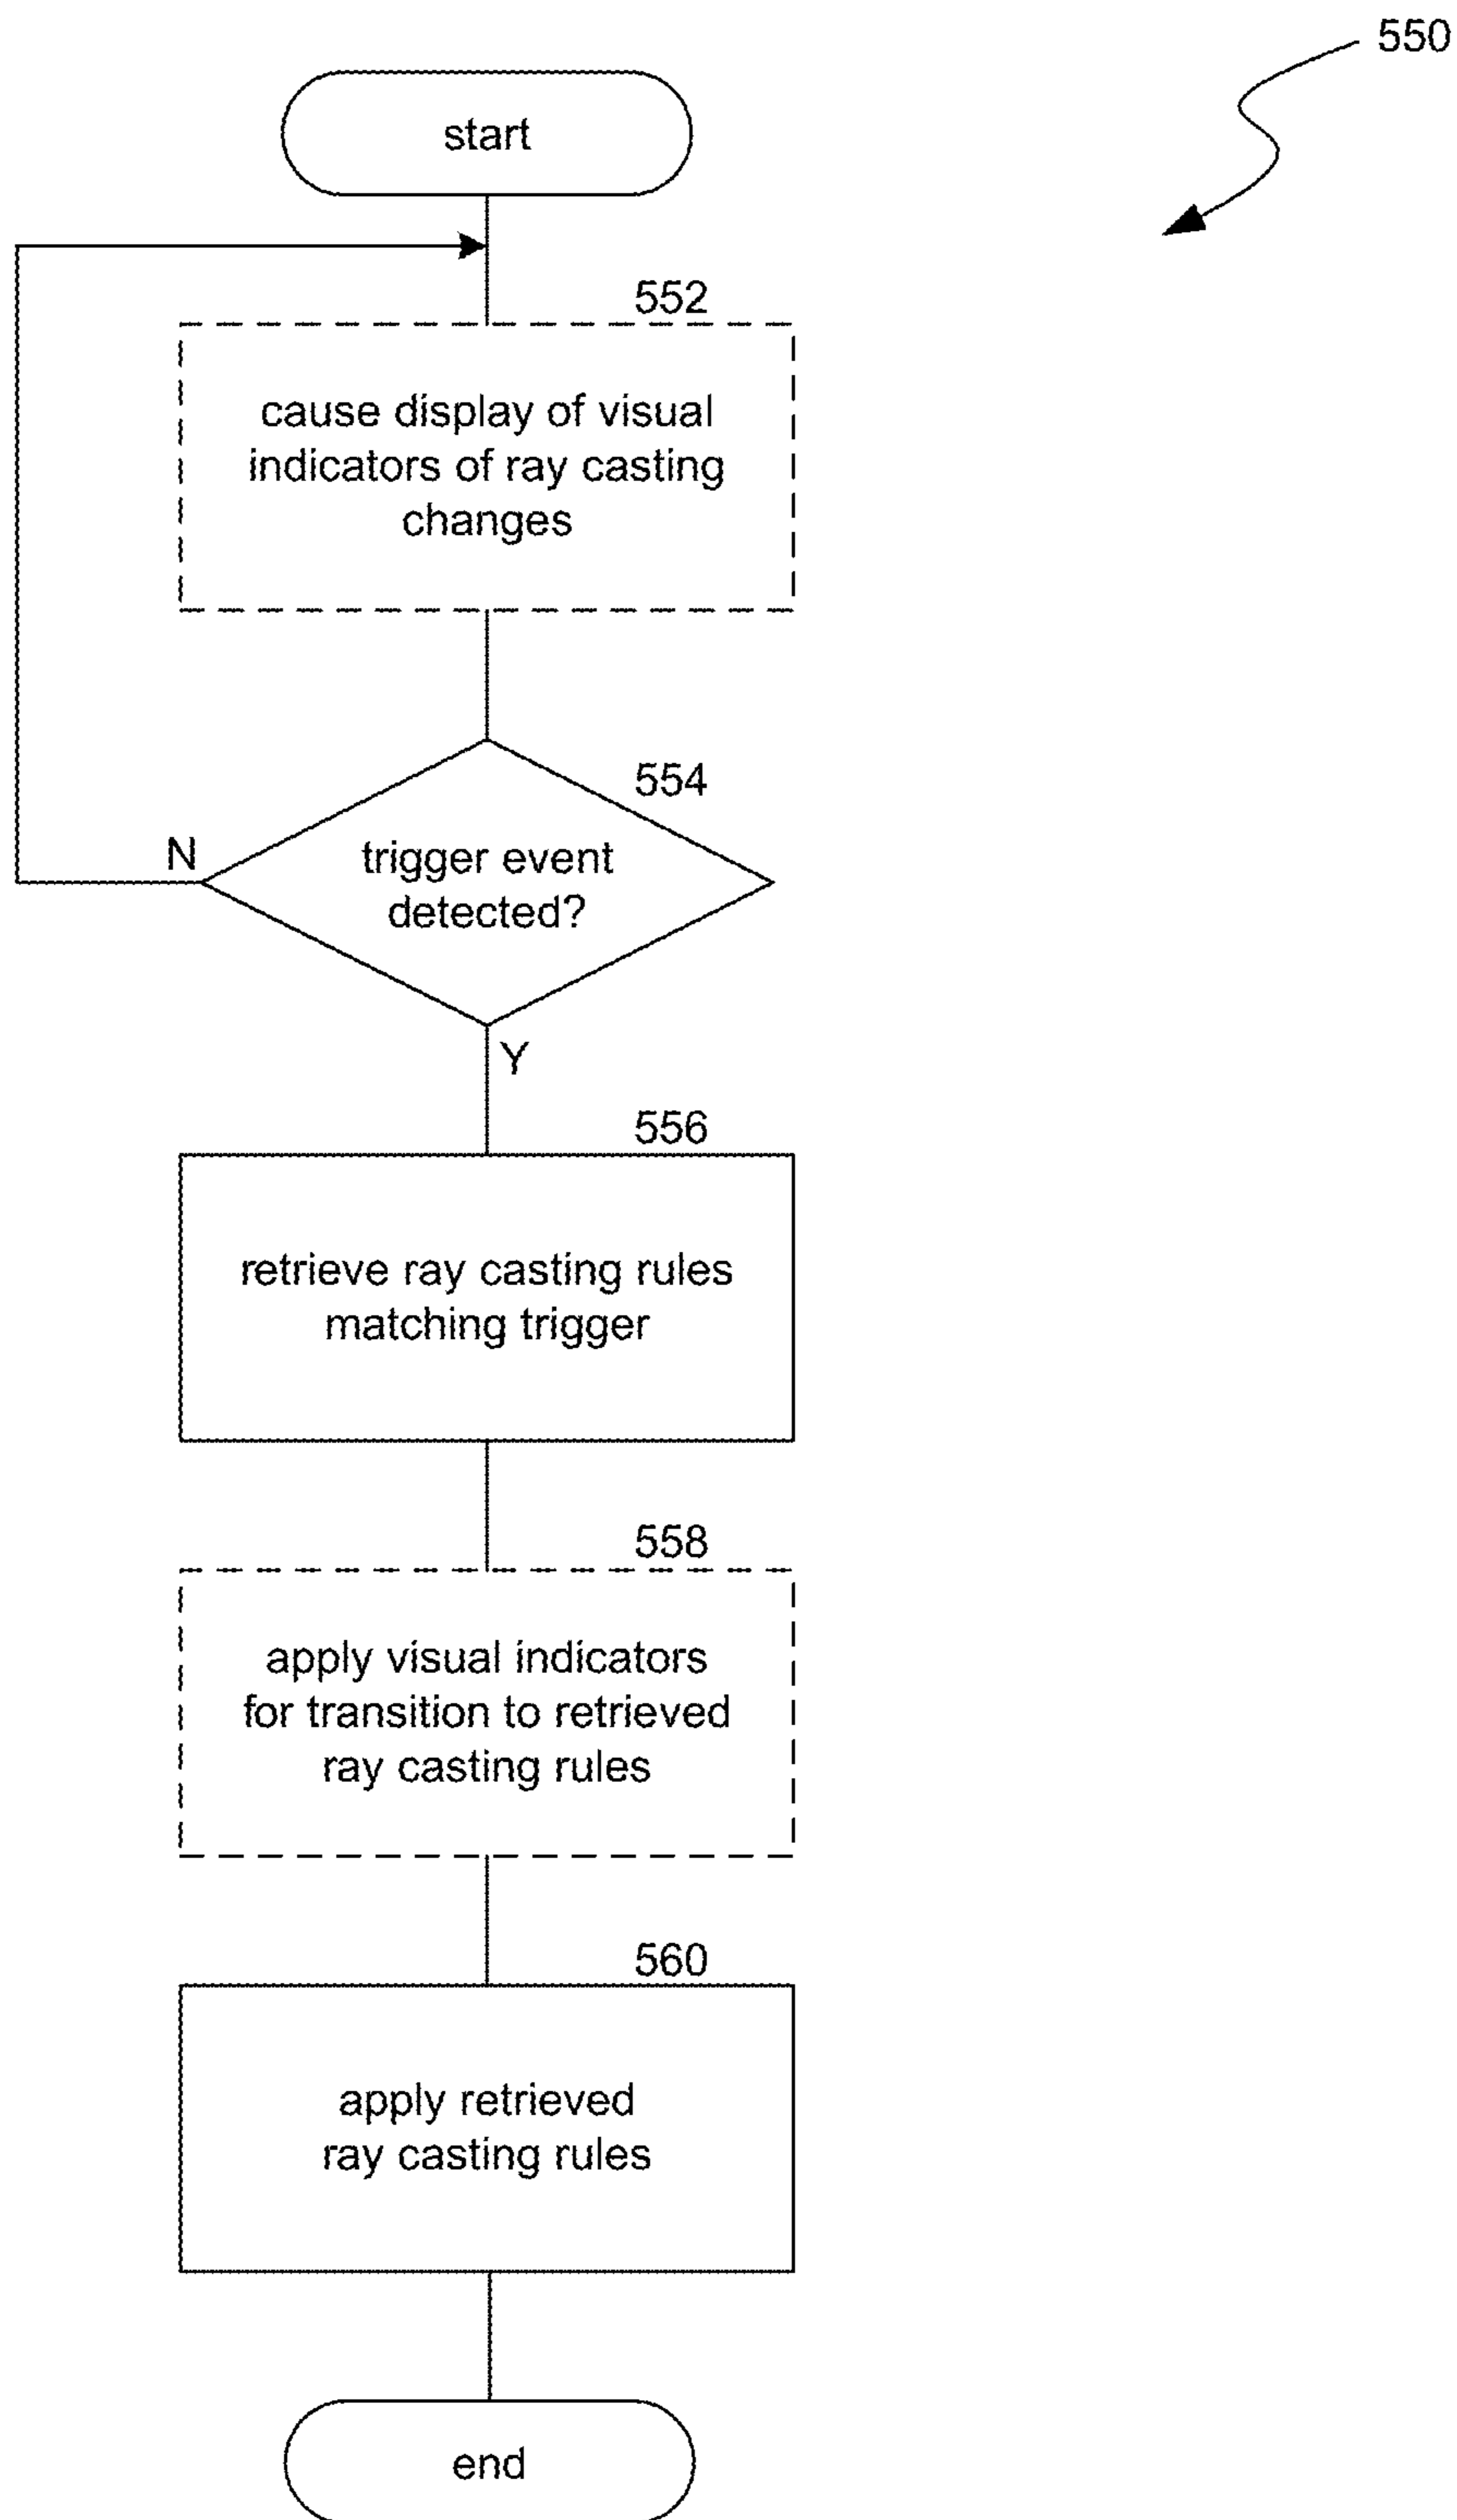 550
start
552
cause display of visual
indicators of ray casting
changes
554
N
trigger event
detected?
Y
556
retrieve ray casting rules
matching trigger
558
apply visual indicators
for transition to retrieved
ray casting rules
560
apply retrieved
ray casting rules
end